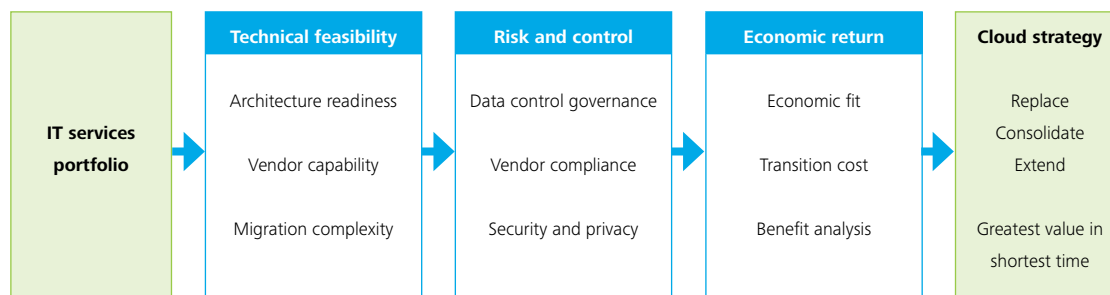 IT services
portfolio
Technical feasibility
Architecture readiness
Vendor capability
Migration complexity
Risk and control
Data control governance
Vendor compliance
Security and privacy
Economic return
Economic fit
Transition cost
Benefit analysis
Cloud strategy
Replace
Consolidate
Extend
Greatest value in
shortest time